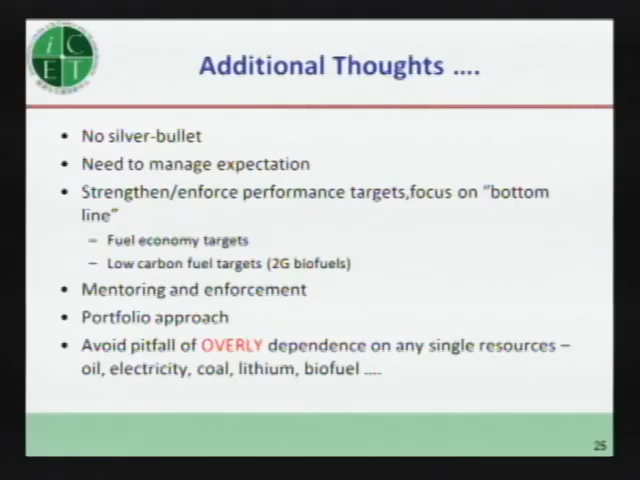 iC
ET
Additional Thoughts ....
• No silver-bullet
• Need to manage expectation
• Strengthen/enforce performance targets,focus on "bottom
line"
– Fuel economy targets
– Low carbon fuel targets (2G biofuels)
• Mentoring and enforcement
• Portfolio approach
• Avoid pitfall of OVERLY dependence on any single resources –
oil, electricity, coal, lithium, biofuel ....
25